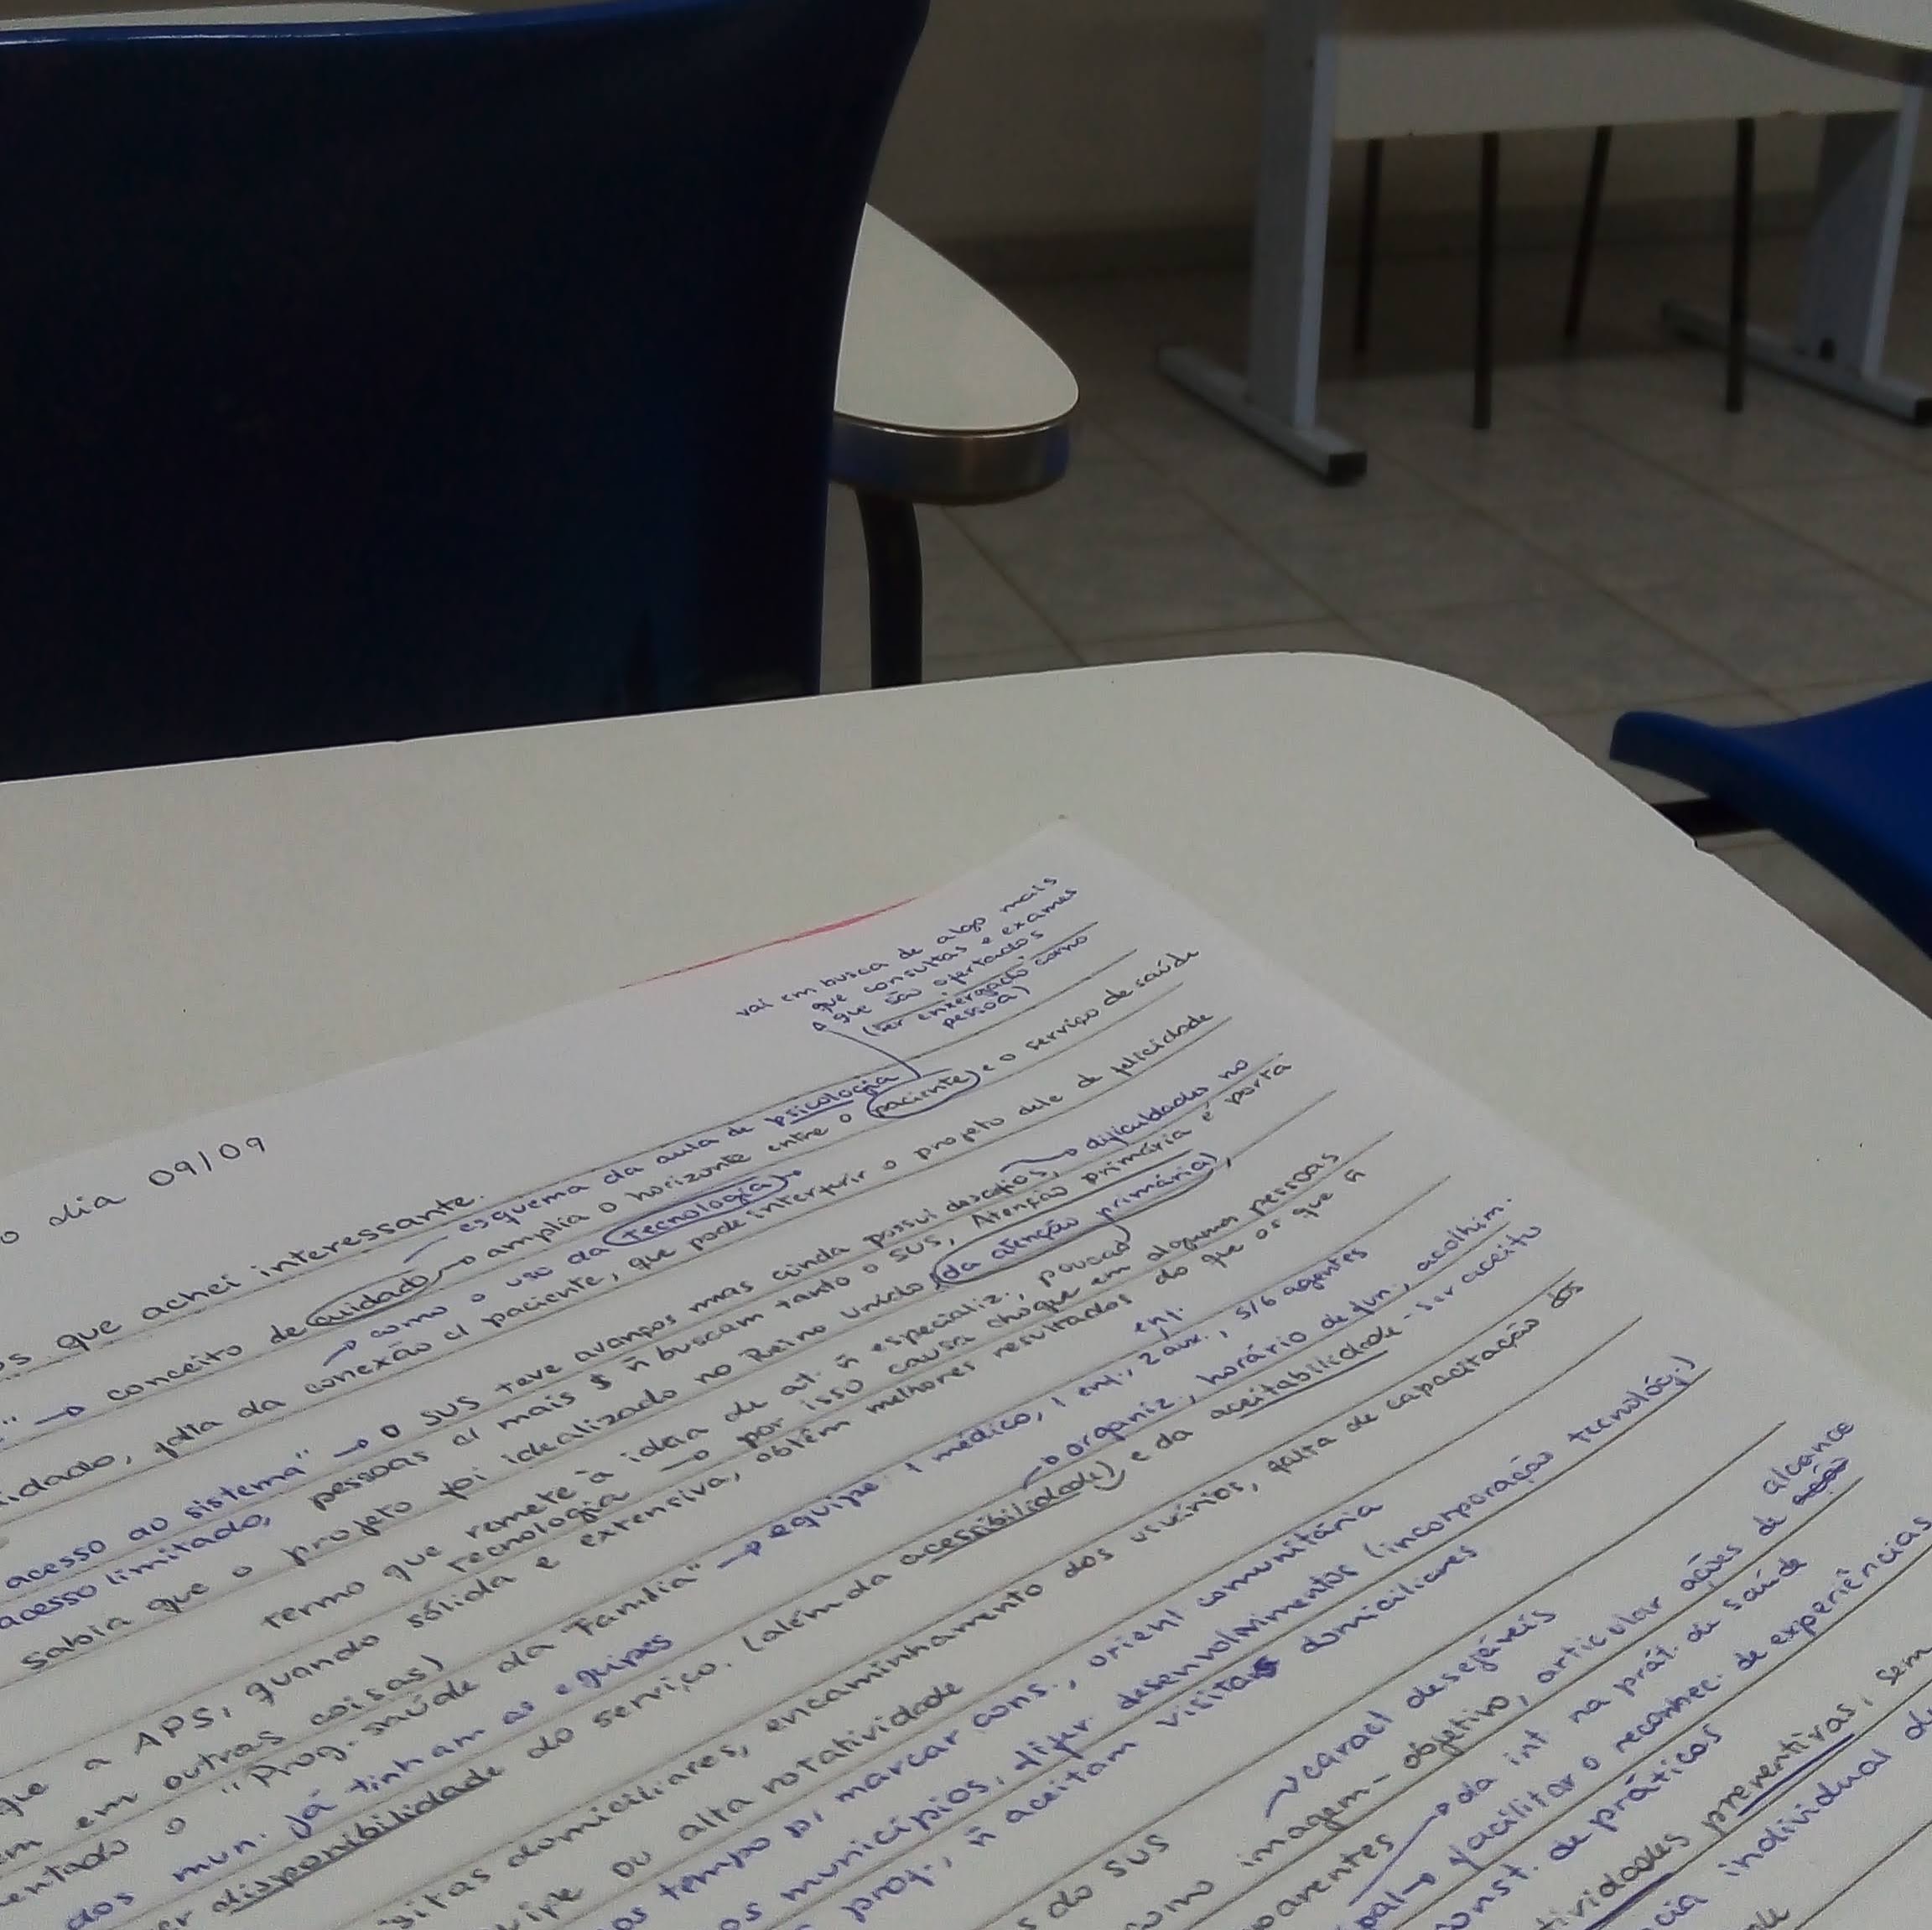 vai em busca de algo mais
que consultas e exames
que são ofertados
(ser enxergado como
pessoa)
o dia 09/09
os que achei interessante.
esquema da aula de psicologia
" → conceito de cuidado → amplia o horizonte entre o paciente e o serviço de saúde
→ como o uso da tecnologia
idado, falta da conexão c/ paciente, que pode interferir o projeto dele de felicidade
acesso ao sistema" → o SUS teve avanços mas ainda possui desafios, → dificuldades no
acesso limitado, pessoas c/ mais $ ñ buscam tanto o SUS, Atenção primária é porta
sabia que o projeto foi idealizado no Reino Unido (da atenção primária),
termo que remete à ideia de at. ñ especializ., pouca
tecnologia → por isso causa choque em algumas pessoas
que a APS, quando sólida e extensiva, obtém melhores resultados do que os que ñ
em outras coisas)
entado o "Prog. saúde da Família" → equipe: 1 médico, 1 enf., 2 aux. enf., 5/6 agentes
dos mun. já tinham as equipes
disponibilidade do serviço. (além da acessibilidade) e da aceitabilidade - ser aceito
→ organiz., horário de fun., acolhim.
sitas domiciliares, encaminhamento dos usuários, falta de capacitação dos
uipe ou alta rotatividade
os tempo p/ marcar cons., orient comunitária
os municípios, difer. desenvolvimentos (incorporação tecnológ.)
prof., ñ aceitam visitas domiciliares
s do SUS → caract desejáveis
omo imagem-objetivo, articular ações de alcance
parentes → da int na prát. de saúde
pal → facilitar o reconhec. de experiências
onst. de práticas
tividades preventivas, sem
cia individual d